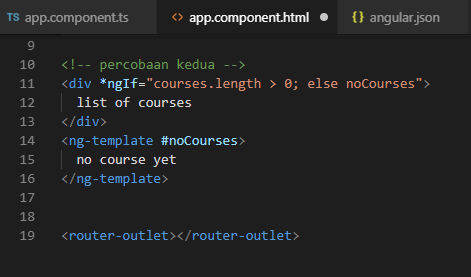 TS app.component.ts <> app.component.html ● {} angular.json
9
10 <!-- percobaan kedua -->
11 <div *ngIf="courses.length > 0; else noCourses">
12 list of courses
13 </div>
14 <ng-template #noCourses>
15 no course yet
16 </ng-template>
17
18
19 <router-outlet></router-outlet>